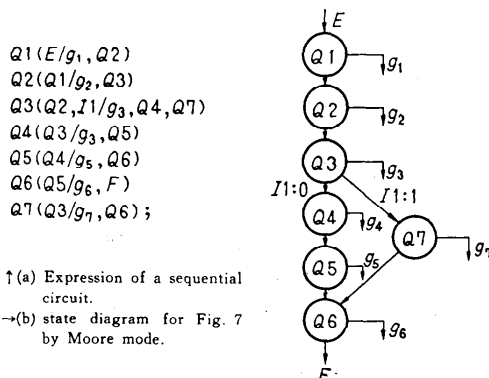 Q1(E/g1,Q2)
Q2(Q1/g2,Q3)
Q3(Q2,I1/g3,Q4,Q7)
Q4(Q3/g3,Q5)
Q5(Q4/g5,Q6)
Q6(Q5/g6,F)
Q7(Q3/g7,Q6);
↑(a) Expression of a sequential
circuit.
→(b) state diagram for Fig. 7
by Moore mode.
E
Q1
g1
Q2
g2
Q3
g3
I1:0
I1:1
Q4
g4
Q7
g7
Q5
g5
Q6
g6